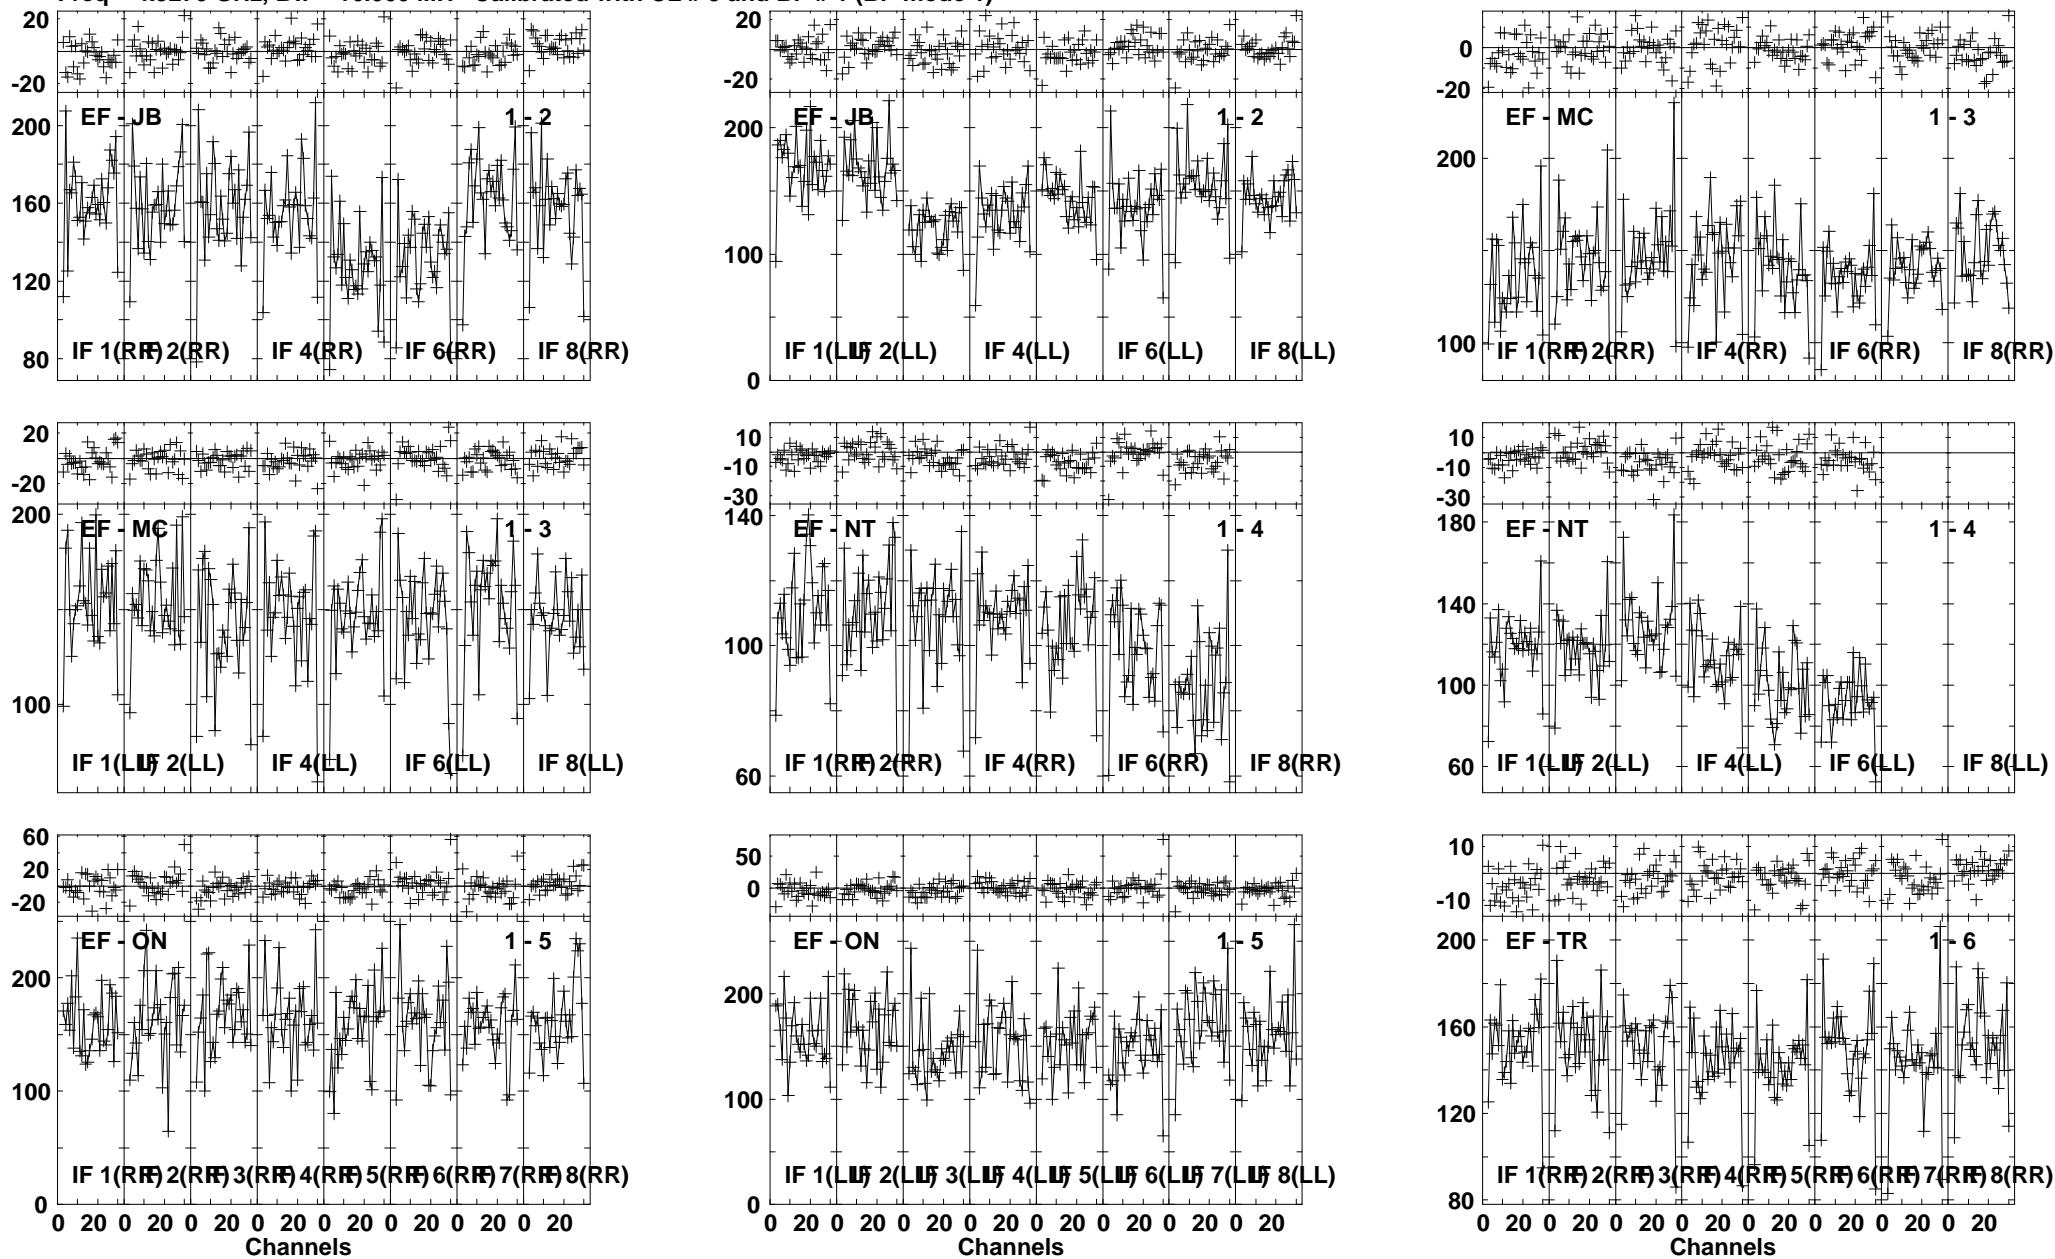 20 20 0 -20 -20 -20
EF - JB 1 - 2 EF - JB 1 - 2 EF - MC 1 - 3
200 160 120 80 200 100 0 200 100
IF 1(RR) IF 2(RR) IF 4(RR) IF 6(RR) IF 8(RR) IF 1(LL) IF 2(LL) IF 4(LL) IF 6(LL) IF 8(LL) IF 1(RR) IF 2(RR) IF 4(RR) IF 6(RR) IF 8(RR)
20 0 -20 10 -10 -30 10 -10 -30
EF - MC 1 - 3 EF - NT 1 - 4 EF - NT 1 - 4
200 100 140 100 60 180 140 100 60
IF 1(LL) IF 2(LL) IF 4(LL) IF 6(LL) IF 8(LL) IF 1(RR) IF 2(RR) IF 4(RR) IF 6(RR) IF 8(RR) IF 1(LL) IF 2(LL) IF 4(LL) IF 6(LL) IF 8(LL)
60 20 -20 50 0 10 -10
EF - ON 1 - 5 EF - ON 1 - 5 EF - TR 1 - 6
200 100 0 200 100 0 200 160 120 80
IF 1(RR) IF 2(RR) IF 3(RR) IF 4(RR) IF 5(RR) IF 6(RR) IF 7(RR) IF 8(RR) IF 1(LL) IF 2(LL) IF 3(LL) IF 4(LL) IF 5(LL) IF 6(LL) IF 7(LL) IF 8(LL) IF 1(RR) IF 2(RR) IF 3(RR) IF 4(RR) IF 5(RR) IF 6(RR) IF 7(RR) IF 8(RR)
0 20 0 20 0 20 0 20 0 20 0 20 0 20 0 20 0 20 0 20 0 20 0 20 0 20 0 20 0 20 0 20 0 20 0 20 0 20 0 20 0 20 0 20 0 20 0 20
Channels Channels Channels